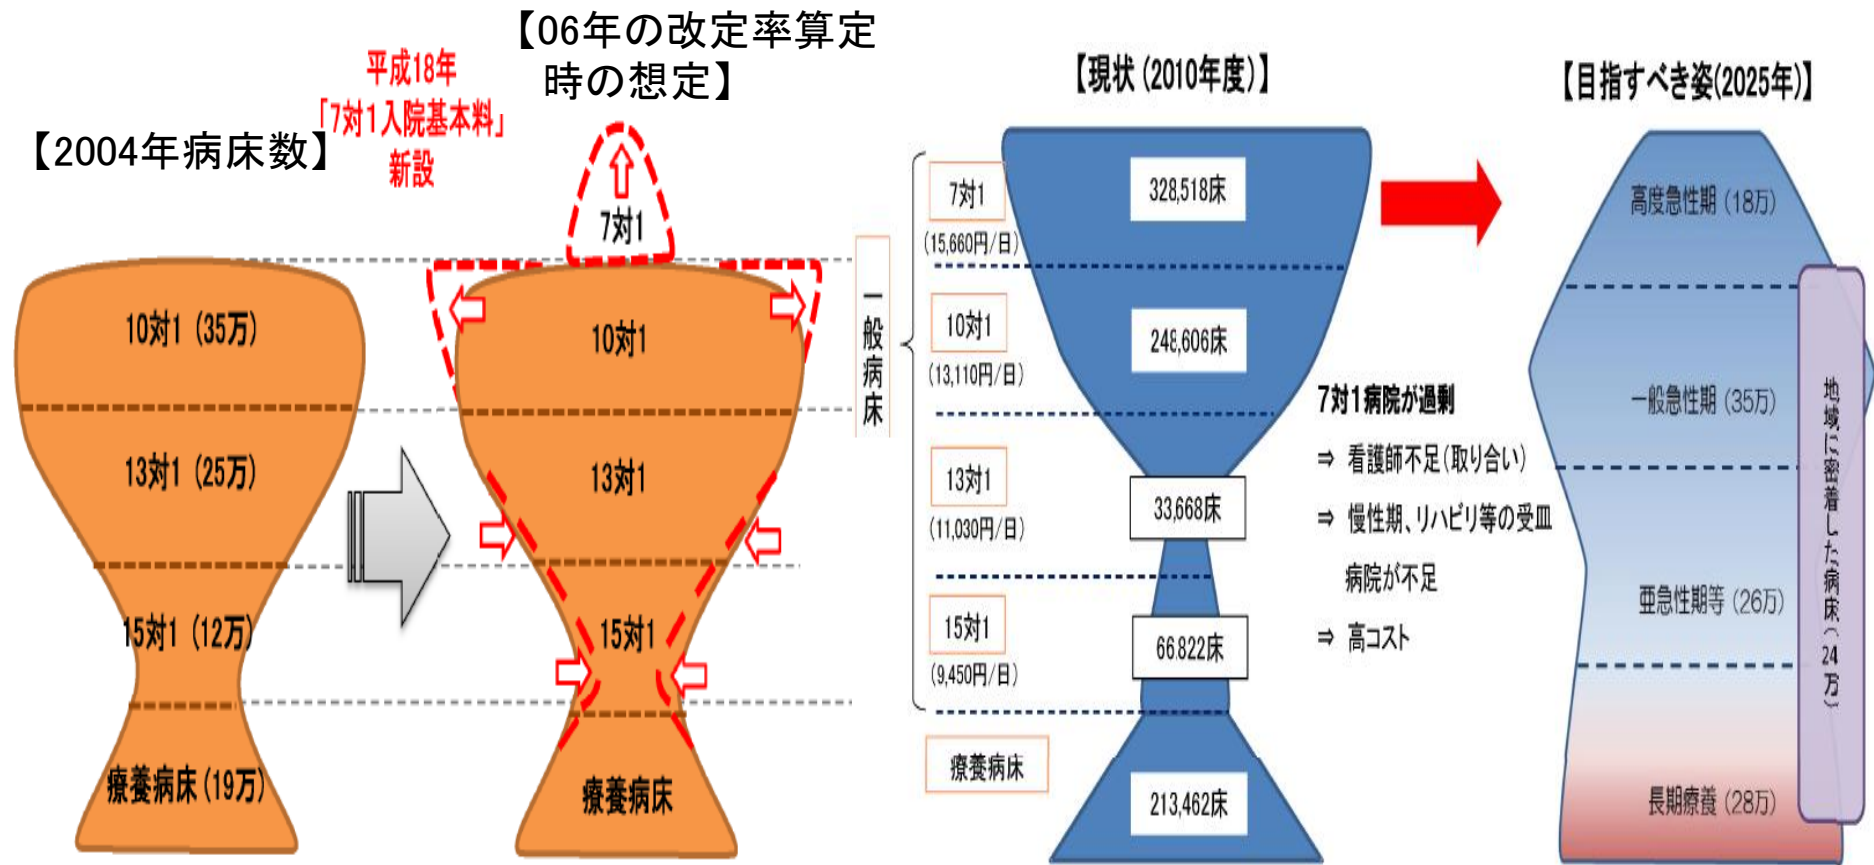 【2004年病床数】
平成18年
「7対1入院基本料」
新設
【06年の改定率算定
時の想定】
10対1 (35万)
13対1 (25万)
15対1 (12万)
療養病床 (19万)
7対1
10対1
13対1
15対1
療養病床
【現状 (2010年度)】
一般病床
7対1
(15,660円/日)
328,518床
10対1
(13,110円/日)
248,606床
13対1
(11,030円/日)
33,668床
15対1
(9,450円/日)
66,822床
療養病床
213,462床
7対1病院が過剰
⇒ 看護師不足(取り合い)
⇒ 慢性期、リハビリ等の受皿
病院が不足
⇒ 高コスト
【目指すべき姿(2025年)】
高度急性期 (18万)
一般急性期 (35万)
亜急性期等 (26万)
長期療養 (28万)
地域に密着した病床(24万)